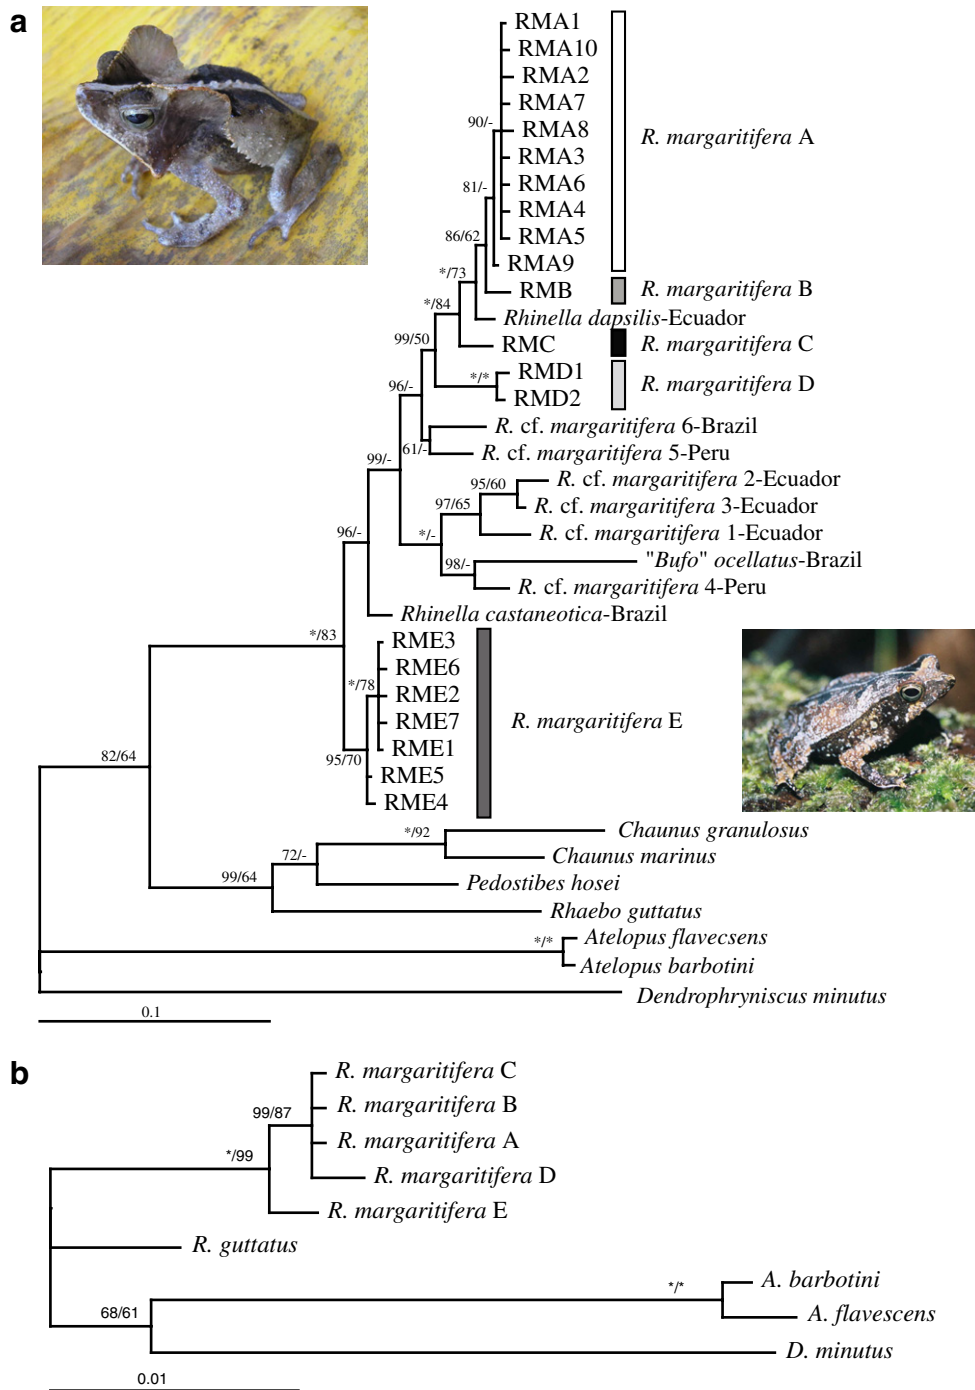 a
RMA1
RMA10
RMA2
RMA7
90/-
RMA8
R. margaritifera A
RMA3
RMA6
81/-
RMA4
RMA5
86/62
RMA9
*/73
RMB
R. margaritifera B
*/84
Rhinella dapsilis-Ecuador
99/50
RMC
R. margaritifera C
*/*
RMD1
R. margaritifera D
96/-
RMD2
R. cf. margaritifera 6-Brazil
61/-
R. cf. margaritifera 5-Peru
99/-
95/60
R. cf. margaritifera 2-Ecuador
97/65
R. cf. margaritifera 3-Ecuador
96/-
*/-
R. cf. margaritifera 1-Ecuador
98/-
"Bufo" ocellatus-Brazil
R. cf. margaritifera 4-Peru
Rhinella castaneotica-Brazil
*/83
RME3
RME6
*/78
RME2
RME7
R. margaritifera E
RME1
95/70
RME5
82/64
RME4
*/92
Chaunus granulosus
72/-
Chaunus marinus
99/64
Pedostibes hosei
Rhaebo guttatus
*/*
Atelopus flavecsens
Atelopus barbotini
Dendrophryniscus minutus
0.1
b
R. margaritifera C
99/87
R. margaritifera B
R. margaritifera A
*/99
R. margaritifera D
R. margaritifera E
R. guttatus
*/*
A. barbotini
68/61
A. flavescens
D. minutus
0.01